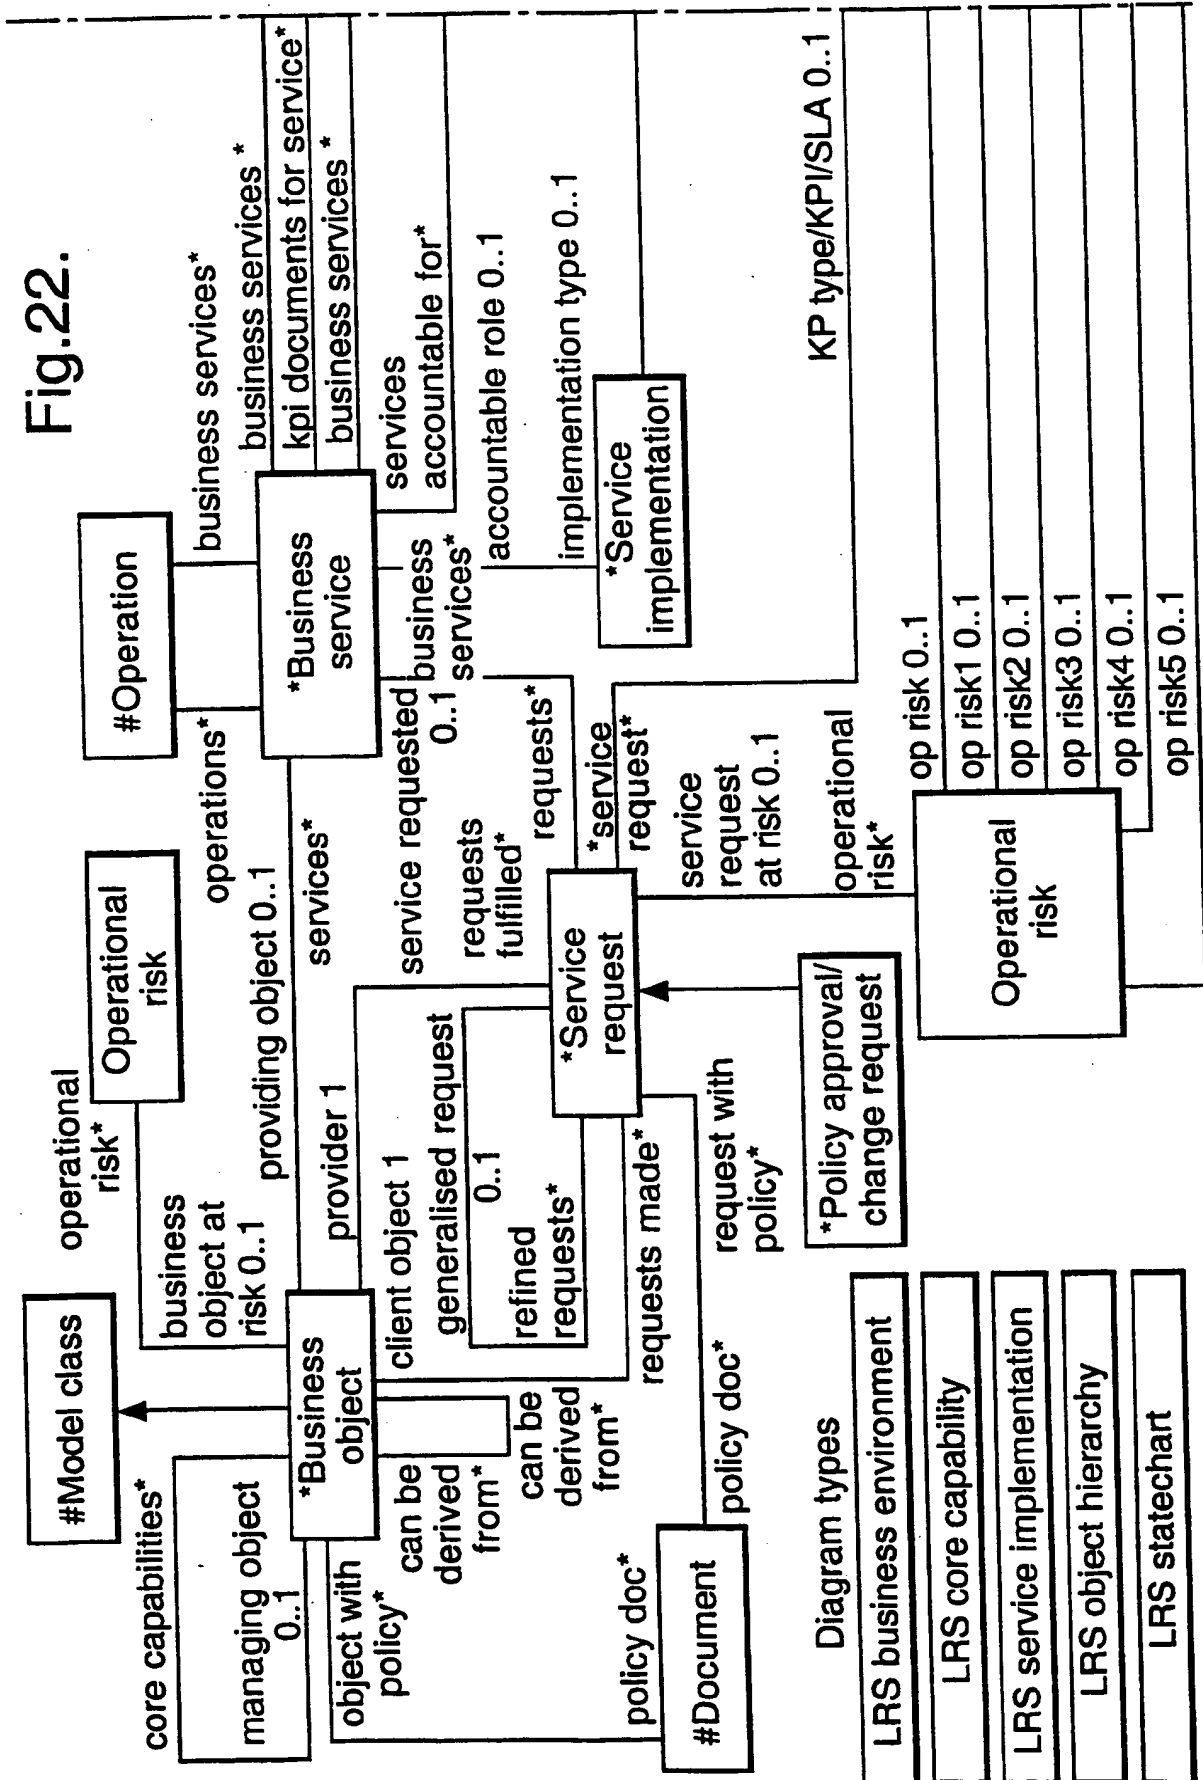 Fig.22.
#Model class
operational
risk*
Operational
risk
#Operation
business services*
core capabilities*
managing object
0..1
business
object at
risk 0..1
operations*
business services *
kpi documents for service*
business services *
*Business
object
providing object 0..1
services*
*Business
service
services
accountable for*
object with
policy*
can be
derived
from*
can be
derived
from*
client object 1
provider 1
service requested
0..1
business
services*
accountable role 0..1
generalised request
0..1
refined
requests*
requests
fulfilled*
requests*
implementation type 0..1
*Service
request
*service
request*
*Service
implementation
requests made*
policy doc*
#Document
policy doc*
request with
policy*
service
request
at risk 0..1
KP type/KPI/SLA 0..1
*Policy approval/
change request
operational
risk*
Operational
risk
op risk 0..1
op risk1 0..1
op risk2 0..1
op risk3 0..1
op risk4 0..1
op risk5 0..1
Diagram types
LRS business environment
LRS core capability
LRS service implementation
LRS object hierarchy
LRS statechart